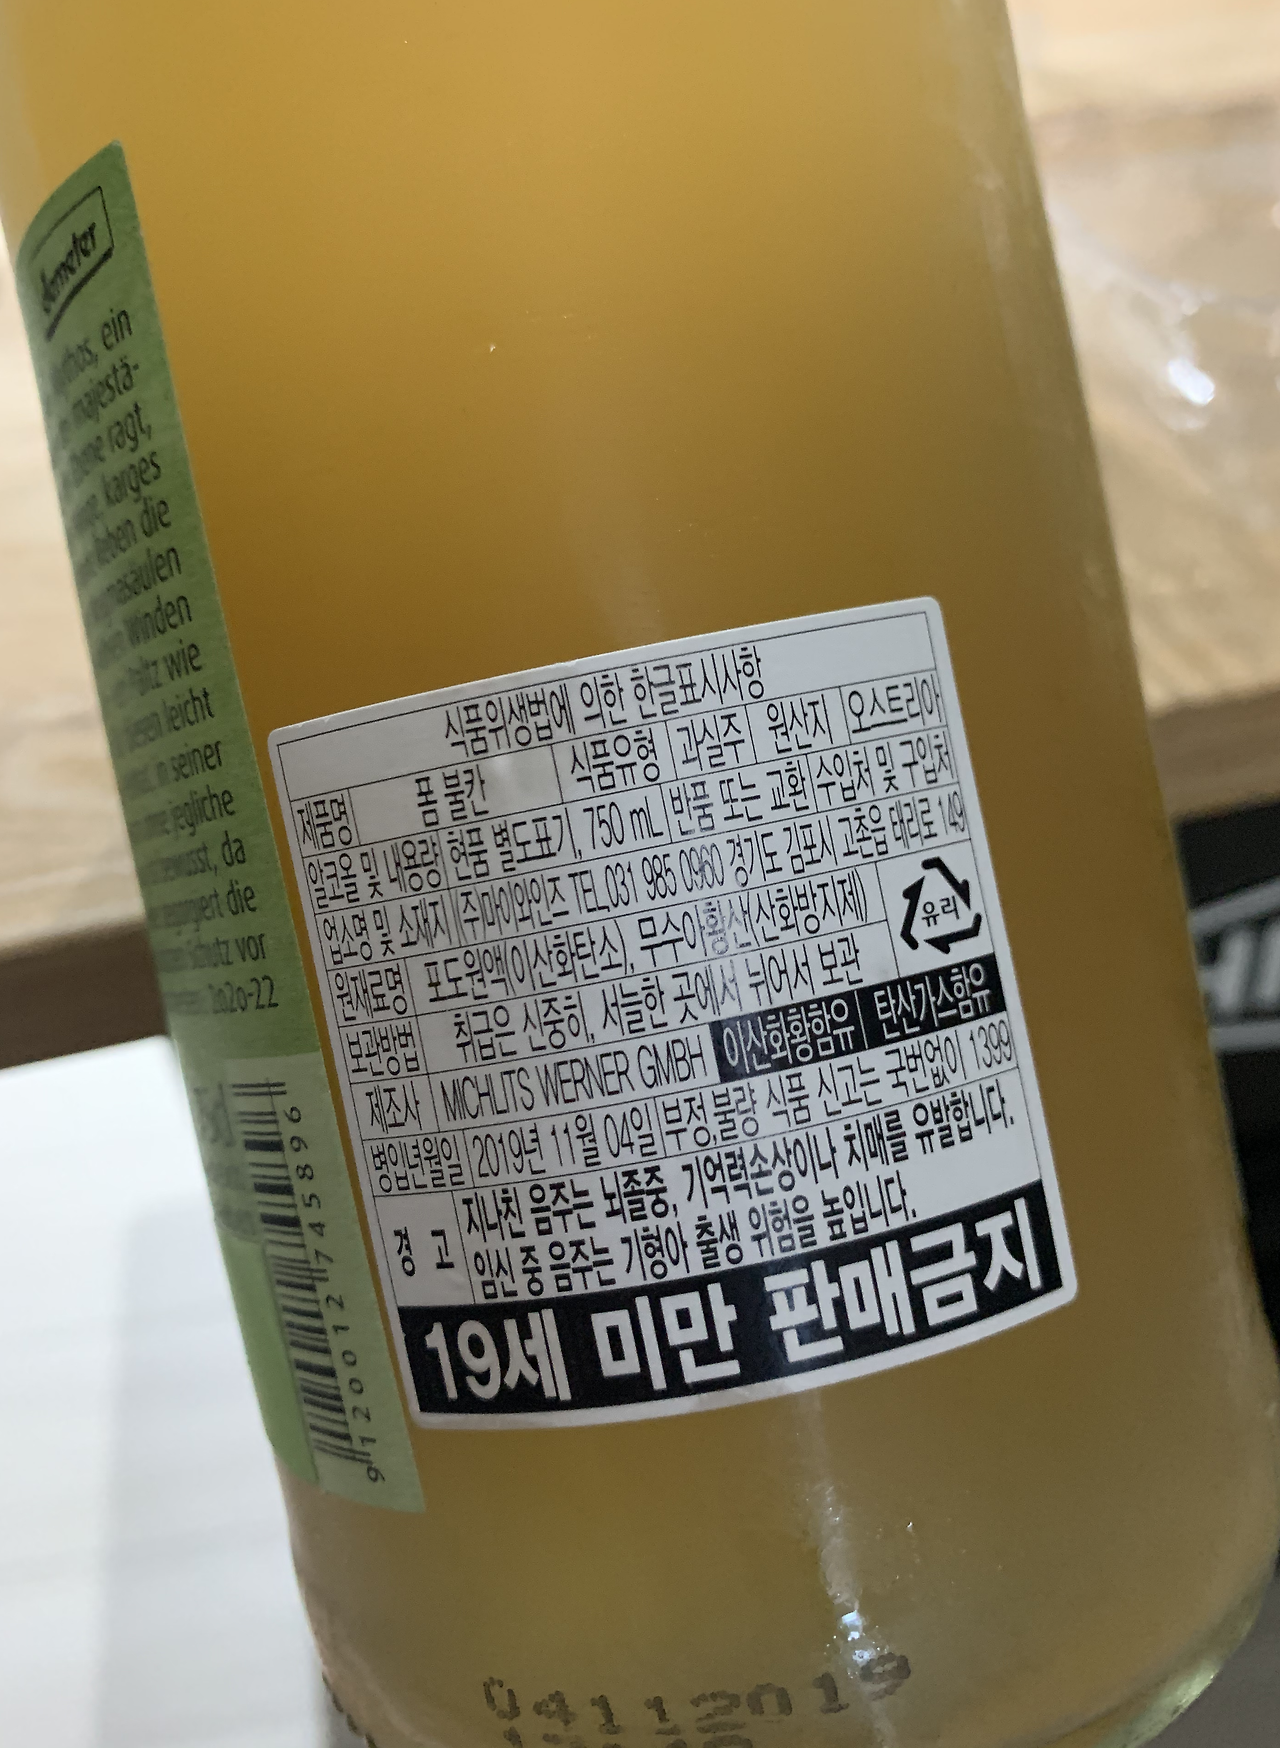 demeter
ein
majestä-
ragt,
karges
die
Winden
wie
leicht
in seiner
jegliche
da
die
Schutz vor
2020-22
9 120012 745896
식품위생법에 의한 한글표시사항
제품명 폼 불칸 식품유형 과실주 원산지 오스트리아
알코올 및 내용량 현품 별도표기, 750 mL 반품 또는 교환 수입처 및 구입처
업소명 및 소재지 (주)마이와인즈 TEL.031 985 0960 경기도 김포시 고촌읍 태리로 149
원재료명 포도원액(이산화탄소), 무수아황산(산화방지제)
유리
보관방법 취급은 신중히, 서늘한 곳에서 뉘어서 보관
제조사 MICHLITS WERNER GMBH 이산화황함유 탄산가스함유
병입년월일 2019년 11월 04일 부정,불량 식품 신고는 국번없이 1399
경 고 지나친 음주는 뇌졸중, 기억력손상이나 치매를 유발합니다.
임신 중 음주는 기형아 출생 위험을 높입니다.
19세 미만 판매금지
04112019